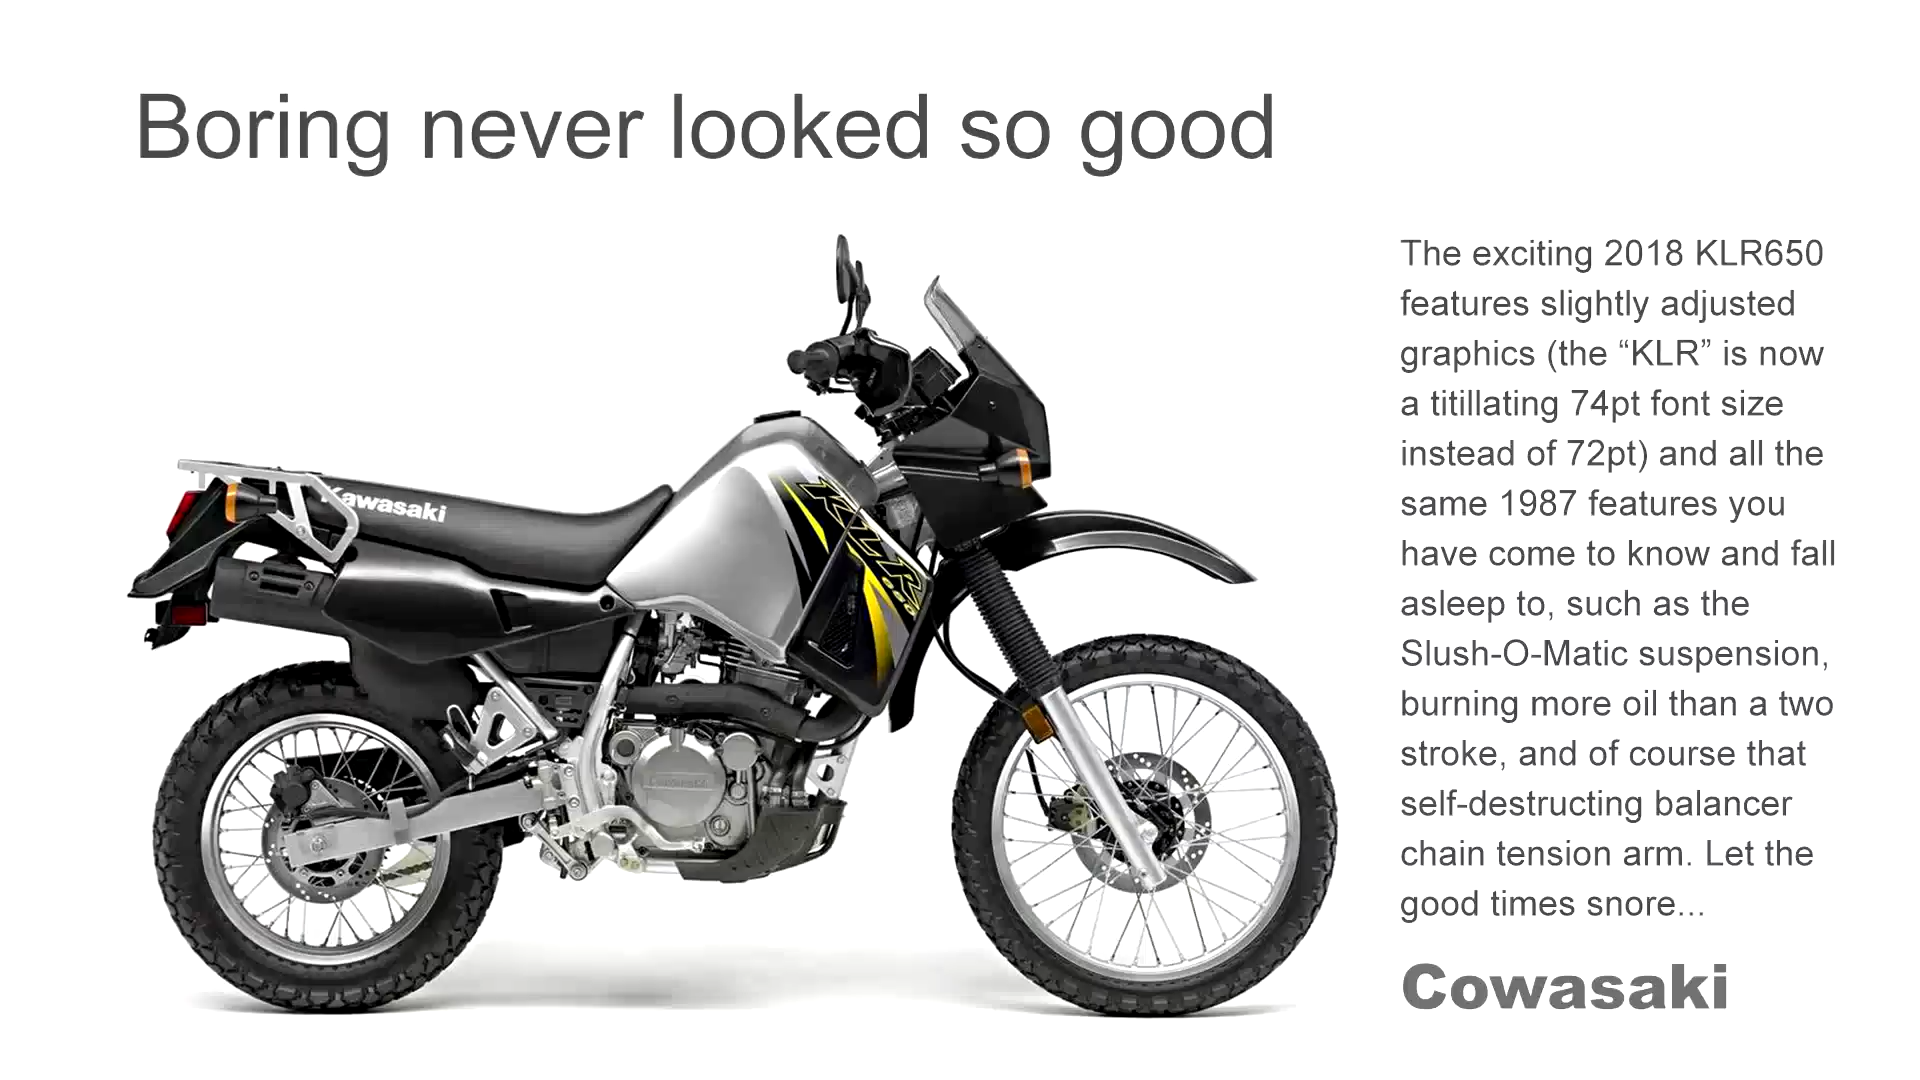 Boring never looked so good
The exciting 2018 KLR650
features slightly adjusted
graphics (the “KLR” is now
a titillating 74pt font size
instead of 72pt) and all the
same 1987 features you
have come to know and fall
asleep to, such as the
Slush-O-Matic suspension,
burning more oil than a two
stroke, and of course that
self-destructing balancer
chain tension arm. Let the
good times snore...
Cowasaki
Kawasaki
KLR
650
Kawasaki